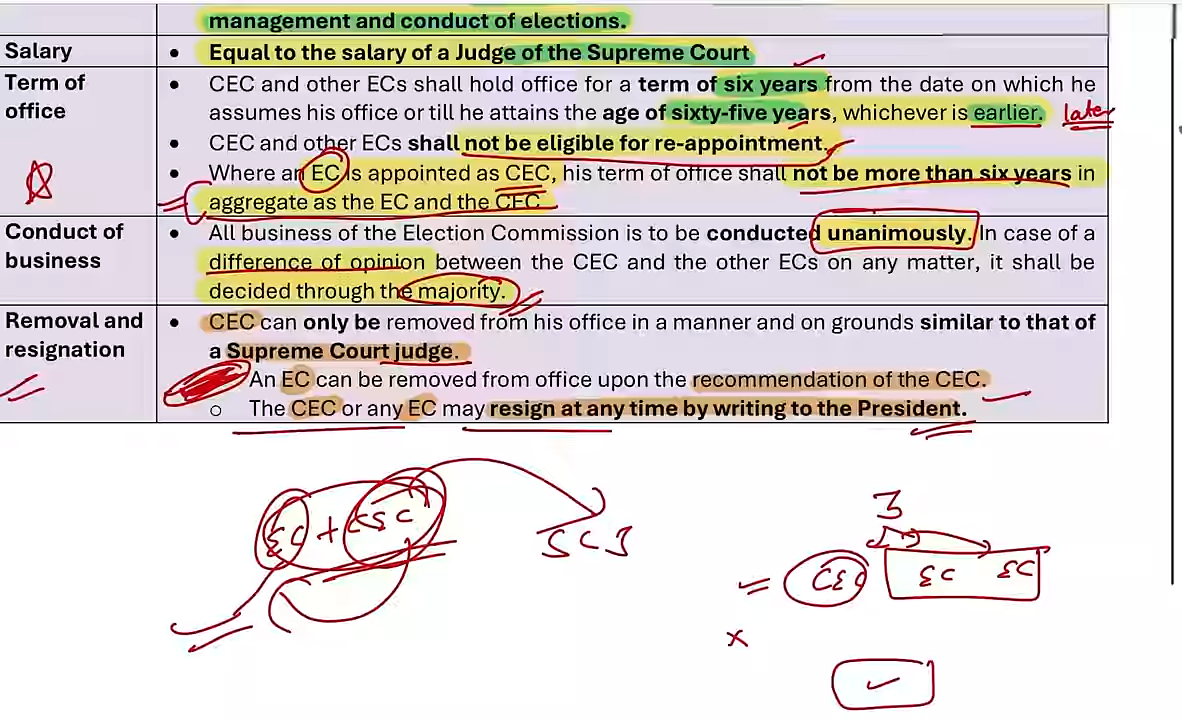 management and conduct of elections.
Salary
• Equal to the salary of a Judge of the Supreme Court
Term of
office
• CEC and other ECs shall hold office for a term of six years from the date on which he
assumes his office or till he attains the age of sixty-five years, whichever is earlier. later
• CEC and other ECs shall not be eligible for re-appointment.
• Where an EC is appointed as CEC, his term of office shall not be more than six years in
aggregate as the EC and the CEC
Conduct of
business
• All business of the Election Commission is to be conducted unanimously. In case of a
difference of opinion between the CEC and the other ECs on any matter, it shall be
decided through the majority.
Removal and
resignation
• CEC can only be removed from his office in a manner and on grounds similar to that of
a Supreme Court judge.
An EC can be removed from office upon the recommendation of the CEC.
o The CEC or any EC may resign at any time by writing to the President.
3
EC +
SCJ
= CEC EC EC
x